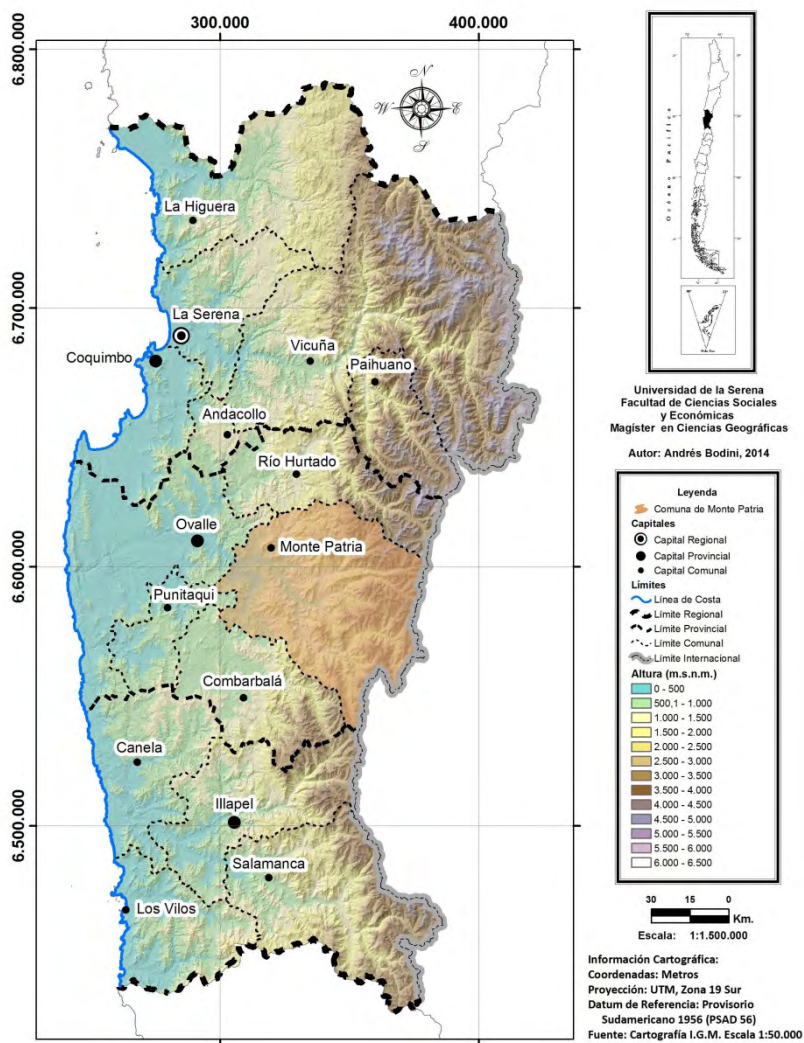 300.000
400.000
6.800.000
6.700.000
6.600.000
6.500.000
N
W
E
S
La Higuera
La Serena
Coquimbo
Vicuña
Paihuano
Andacollo
Río Hurtado
Ovalle
Monte Patria
Punitaqui
Combarbalá
Canela
Illapel
Salamanca
Los Vilos
Océano Pacífico
Universidad de la Serena
Facultad de Ciencias Sociales
y Económicas
Magíster en Ciencias Geográficas
Autor: Andrés Bodini, 2014
Leyenda
Comuna de Monte Patria
Capitales
Capital Regional
Capital Provincial
Capital Comunal
Límites
Línea de Costa
Límite Regional
Límite Provincial
Límite Comunal
Límite Internacional
Altura (m.s.n.m.)
0 - 500
500,1 - 1.000
1.000 - 1.500
1.500 - 2.000
2.000 - 2.500
2.500 - 3.000
3.000 - 3.500
3.500 - 4.000
4.000 - 4.500
4.500 - 5.000
5.000 - 5.500
5.500 - 6.000
6.000 - 6.500
30 15 0
Km.
Escala: 1:1.500.000
Información Cartográfica:
Coordenadas: Metros
Proyección: UTM, Zona 19 Sur
Datum de Referencia: Provisorio
Sudamericano 1956 (PSAD 56)
Fuente: Cartografía I.G.M. Escala 1:50.000